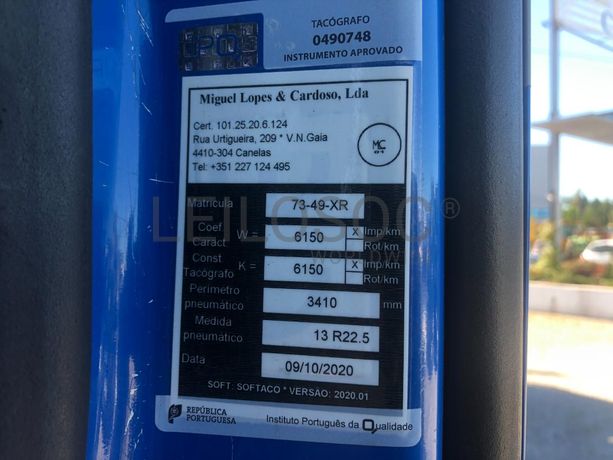 IPQ
TACÓGRAFO
0490748
INSTRUMENTO APROVADO
Miguel Lopes & Cardoso, Lda
Cert. 101.25.20.6.124
Rua Urtigueira, 209 * V.N.Gaia
4410-304 Canelas
Tel: +351 227 124 495
MC
Matrícula 73-49-XR
LEILOSOC®
WORLDW
Coef. Caract W = 6150 X Imp/km
Rot/km
Const Tacógrafo K = 6150 X Imp/km
Rot/km
Perímetro pneumático 3410 mm
Medida pneumático 13 R22.5
Data 09/10/2020
SOFT: SOFTACO * VERSÃO: 2020.01
REPÚBLICA
PORTUGUESA
Instituto Português da Qualidade